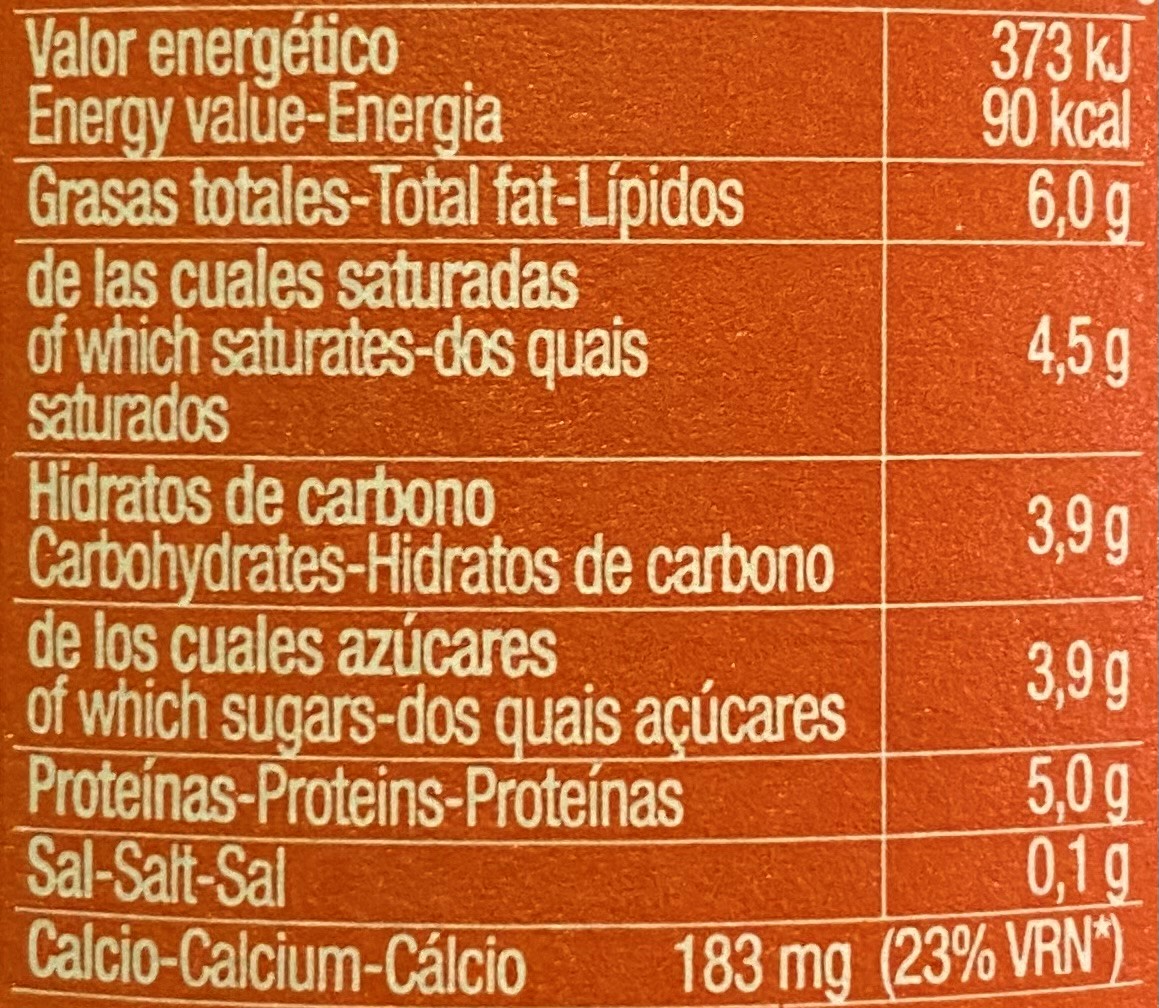 Valor energético 373 kJ
Energy value-Energia 90 kcal
Grasas totales-Total fat-Lípidos 6,0 g
de las cuales saturadas
of which saturates-dos quais 4,5 g
saturados
Hidratos de carbono
Carbohydrates-Hidratos de carbono 3,9 g
de los cuales azúcares
of which sugars-dos quais açúcares 3,9 g
Proteínas-Proteins-Proteínas 5,0 g
Sal-Salt-Sal 0,1 g
Calcio-Calcium-Cálcio 183 mg (23% VRN*)